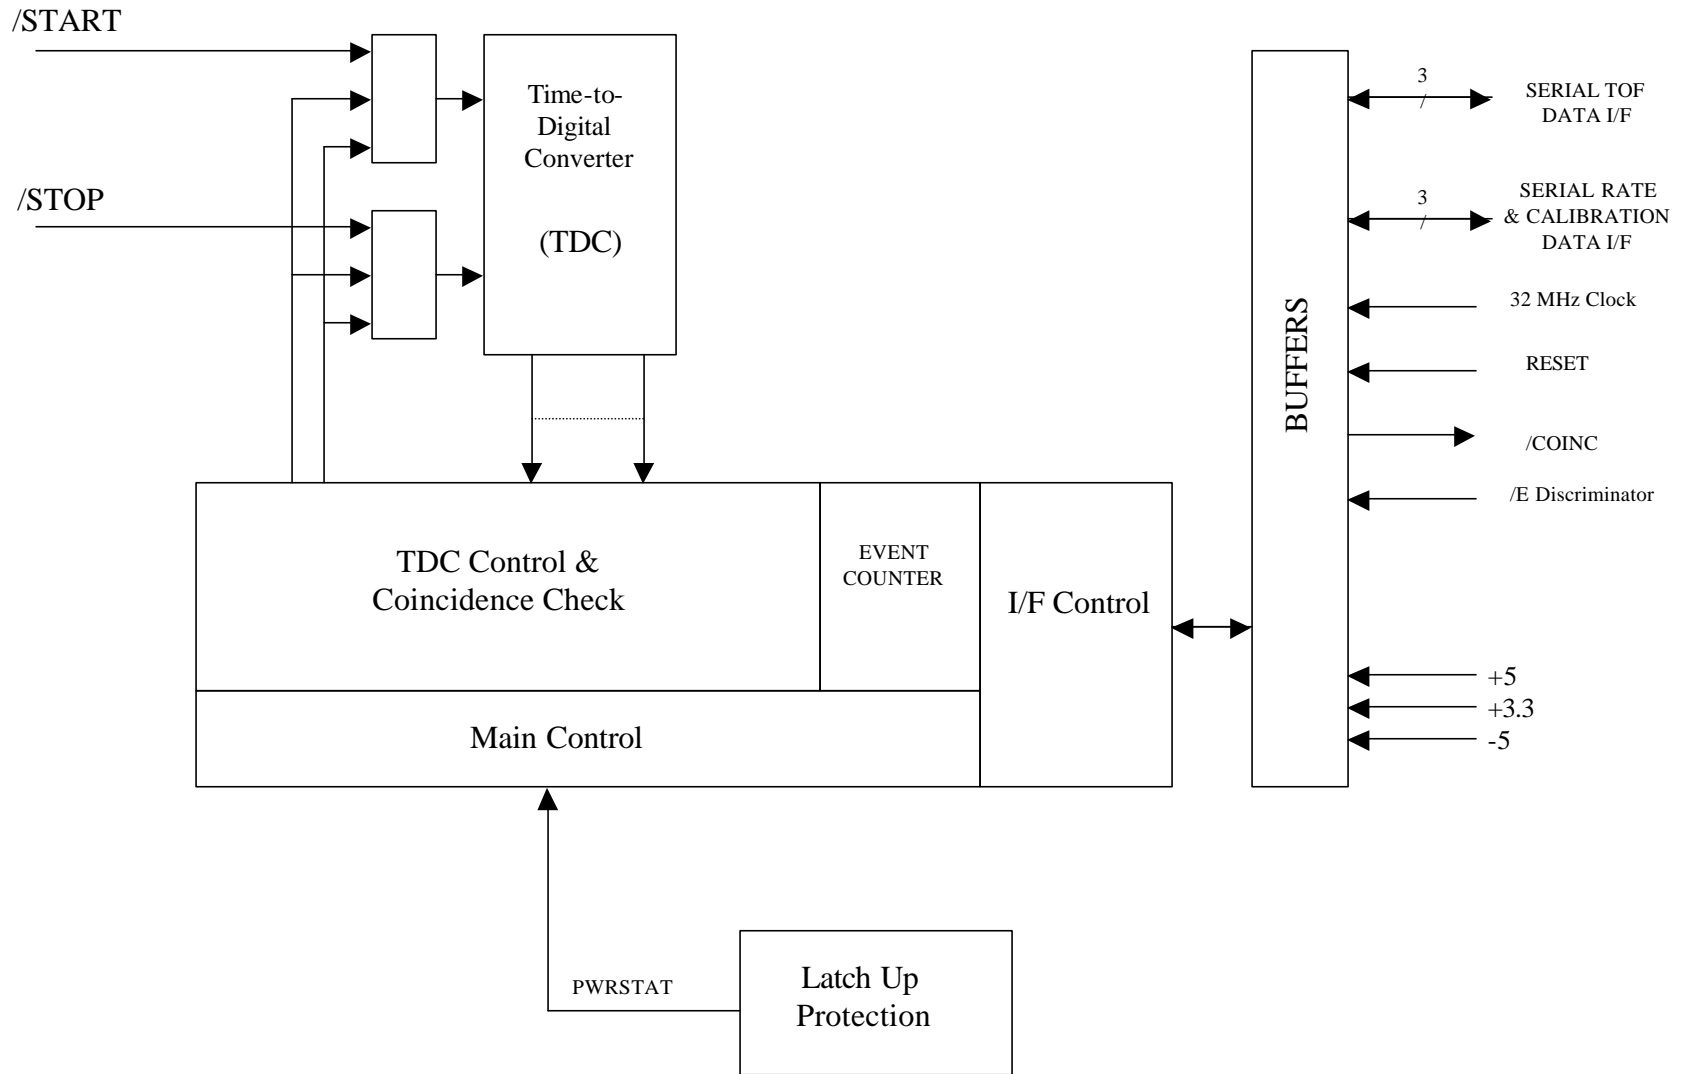 /START
/STOP
Time-to-
Digital
Converter
(TDC)
TDC Control &
Coincidence Check
EVENT
COUNTER
I/F Control
Main Control
PWRSTAT
Latch Up
Protection
BUFFERS
3
/
SERIAL TOF
DATA I/F
3
/
SERIAL RATE
& CALIBRATION
DATA I/F
32 MHz Clock
RESET
/COINC
/E Discriminator
+5
+3.3
-5